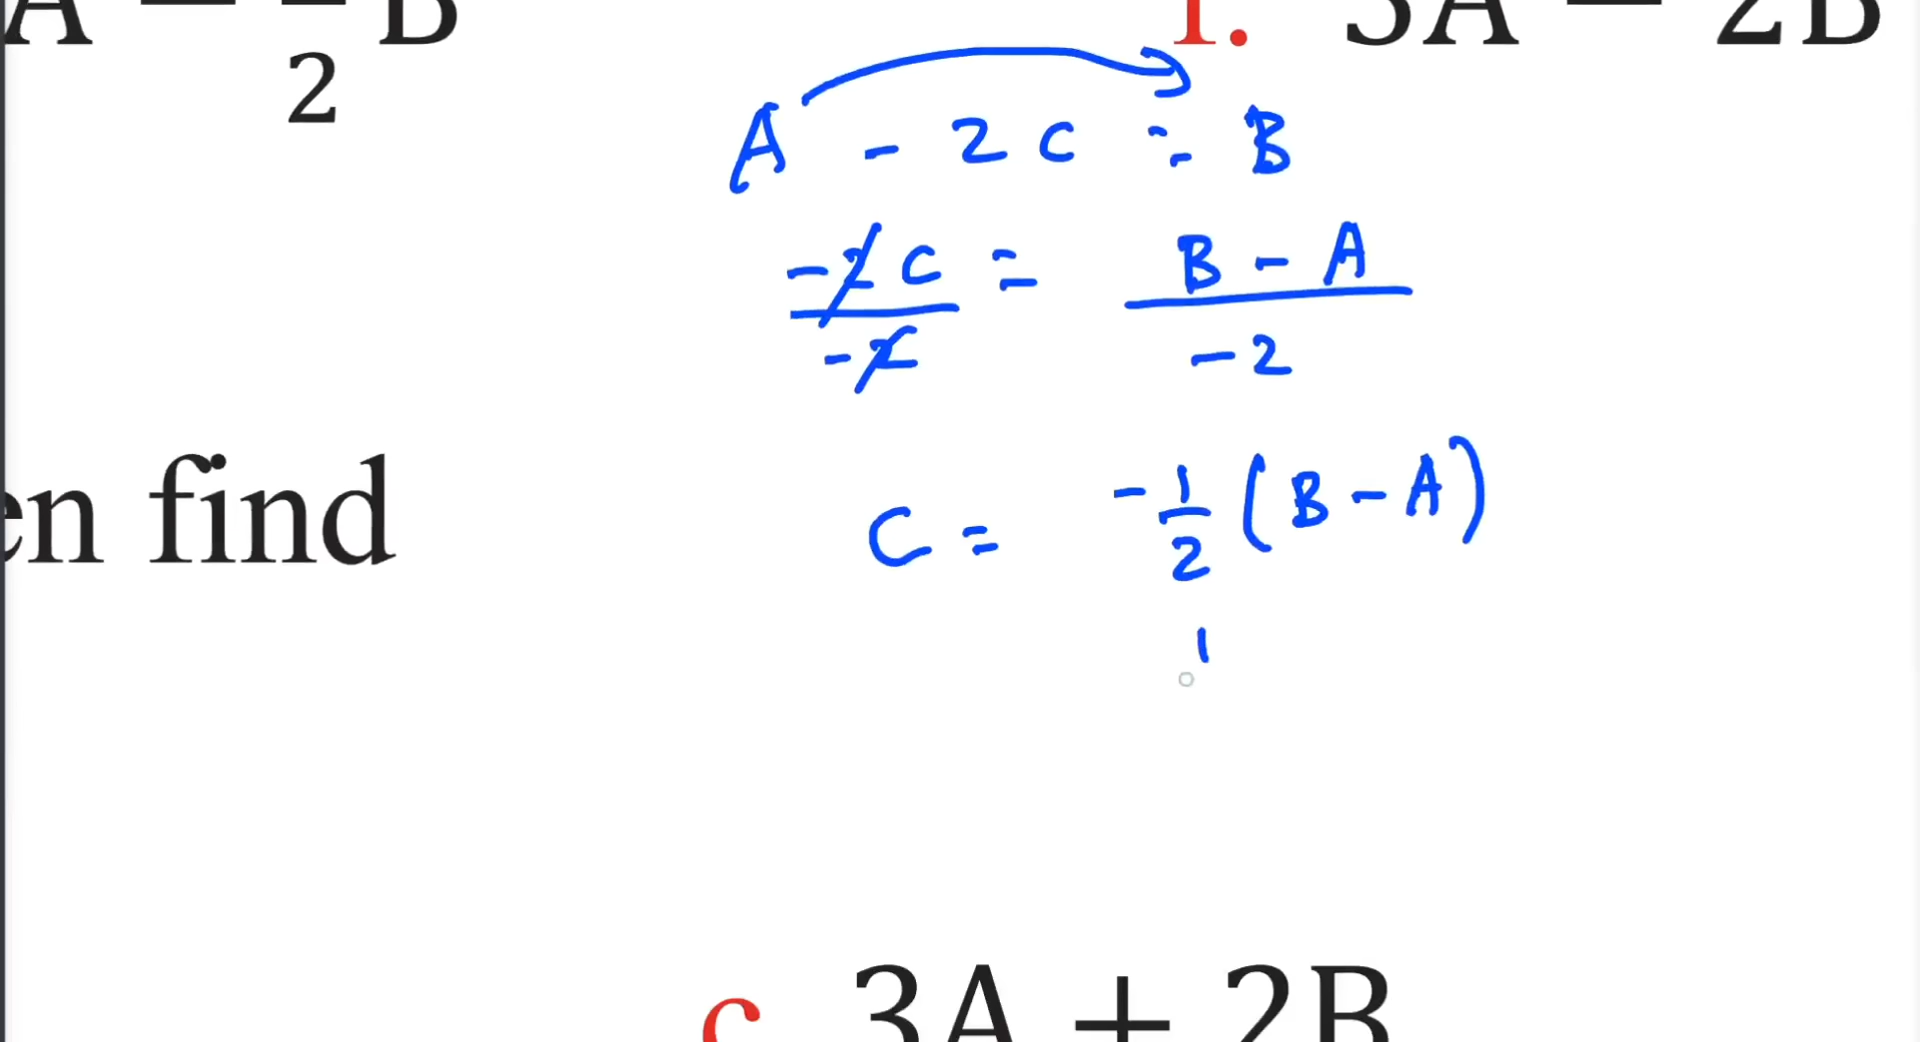 A − 1/2 B
f. 3A − 2B
A - 2C = B
-2C/-2 = (B - A)/-2
en find
C = -1/2 (B - A)
1
c 3A + 2B